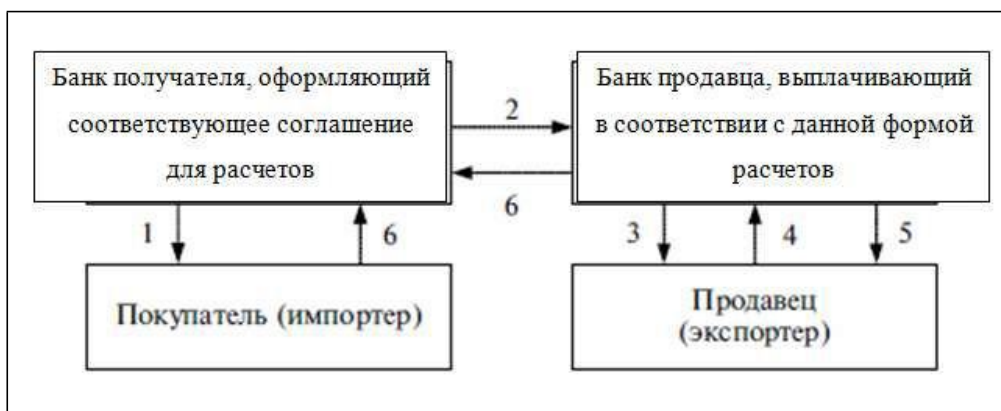 Банк получателя, оформляющий
соответствующее соглашение
для расчетов
Банк продавца, выплачивающий
в соответствии с данной формой
расчетов
2
6
1
6
3
4
5
Покупатель (импортер)
Продавец
(экспортер)